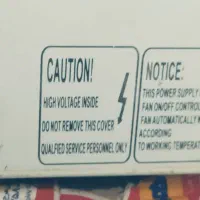 CAUTION!
HIGH VOLTAGE INSIDE
DO NOT REMOVE THIS COVER
QUALFIED SERVICE PERSONNEL ONLY
NOTICE:
THIS POWER SUPPLY
FAN ON/OFF CONTROL
FAN AUTOMATICALLY
ACCORDING
TO WORKING TEMPERAT